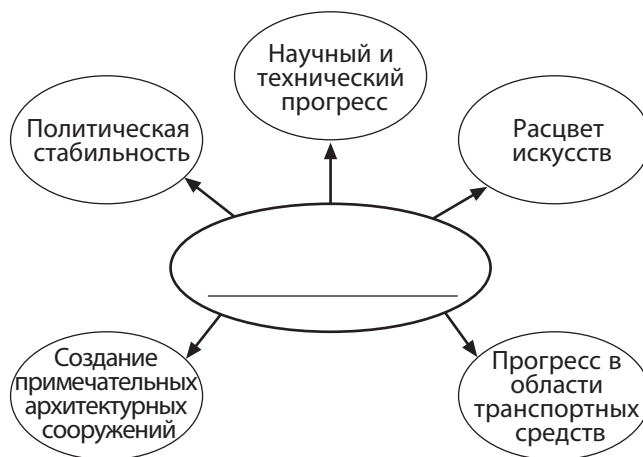 Научный и
технический
прогресс
Политическая
стабильность
Расцвет
искусств
Создание
примечательных
архитектурных
сооружений
Прогресс в
области
транспортных
средств